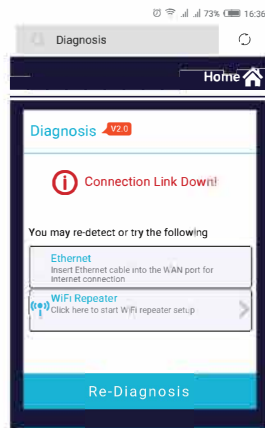 73% 16:36
Diagnosis
Home
Diagnosis V2.0
Connection Link Down!
You may re-detect or try the following
Ethernet
Insert Ethernet cable into the WAN port for
Internet connection
WiFi Repeater
Click here to start WiFi repeater setup
Re-Diagnosis